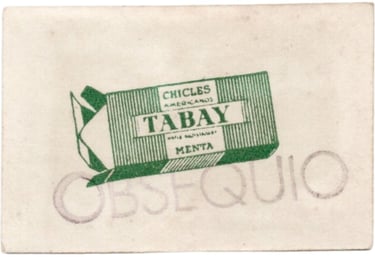 CHICLES
AMERICANOS
TABAY
MENTA
OBSEQUIO